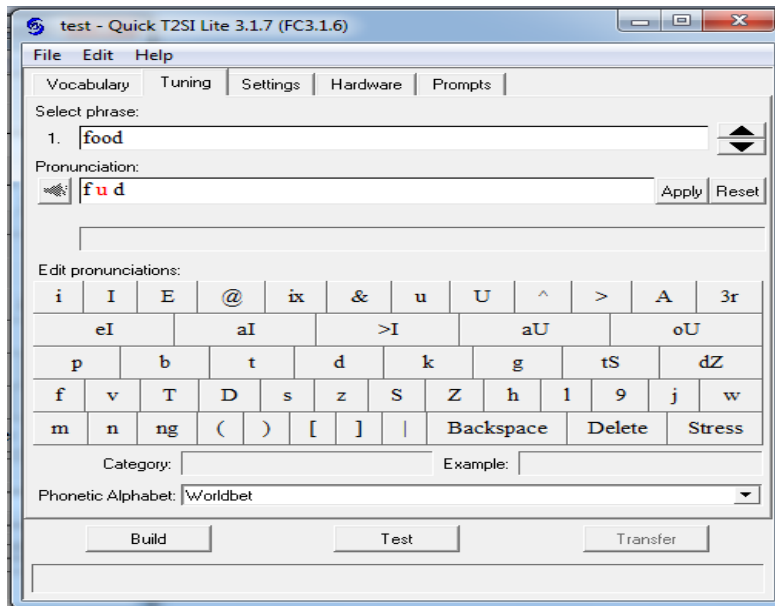 test - Quick T2SI Lite 3.1.7 (FC3.1.6)
File Edit Help
Vocabulary Tuning Settings Hardware Prompts
Select phrase:
1. food
Pronunciation:
f u d Apply Reset
Edit pronunciations:
i I E @ ix & u U ^ > A 3r
eI aI >I aU oU
p b t d k g tS dZ
f v T D s z S Z h l 9 j w
m n ng ( ) [ ] | Backspace Delete Stress
Category: Example:
Phonetic Alphabet: Worldbet
Build Test Transfer